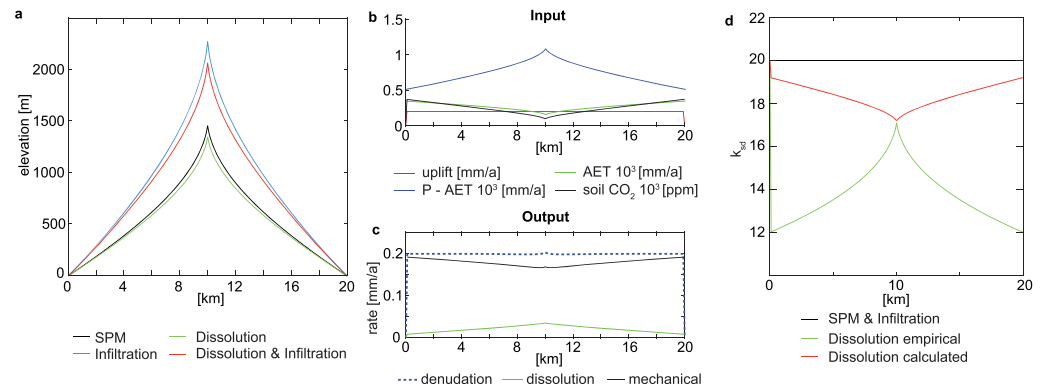 a
elevation [m]
2000
1500
1000
500
0
0 4 8 12 16 20
[km]
SPM
Dissolution
Infiltration
Dissolution & Infiltration
b
Input
1.5
1
0.5
0
0 4 8 12 16 20
[km]
uplift [mm/a]
AET 10³ [mm/a]
P - AET 10³ [mm/a]
soil CO₂ 10³ [ppm]
Output
c
rate [mm/a]
0.2
0.1
0
0 4 8 12 16 20
[km]
denudation
dissolution
mechanical
d
k_sd
22
20
18
16
14
12
0 10 20
[km]
SPM & Infiltration
Dissolution empirical
Dissolution calculated